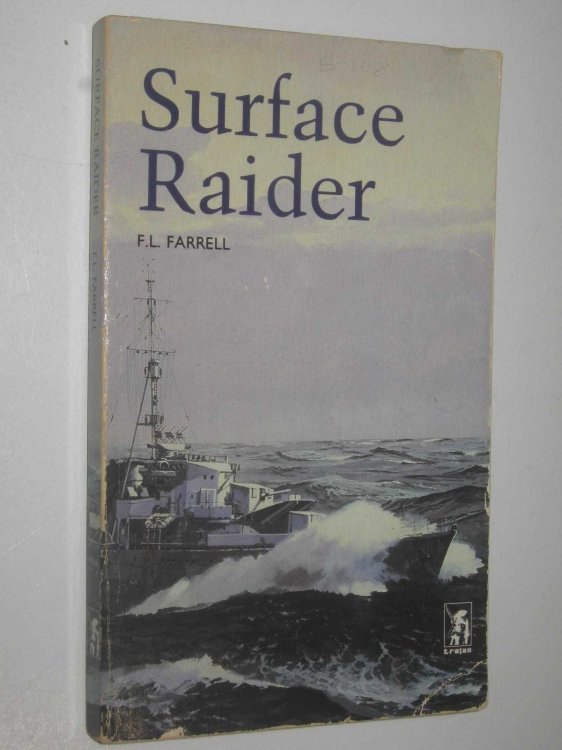 Surface
Raider
F.L. FARRELL
SURFACE RAIDER F.L. FARRELL
trojan